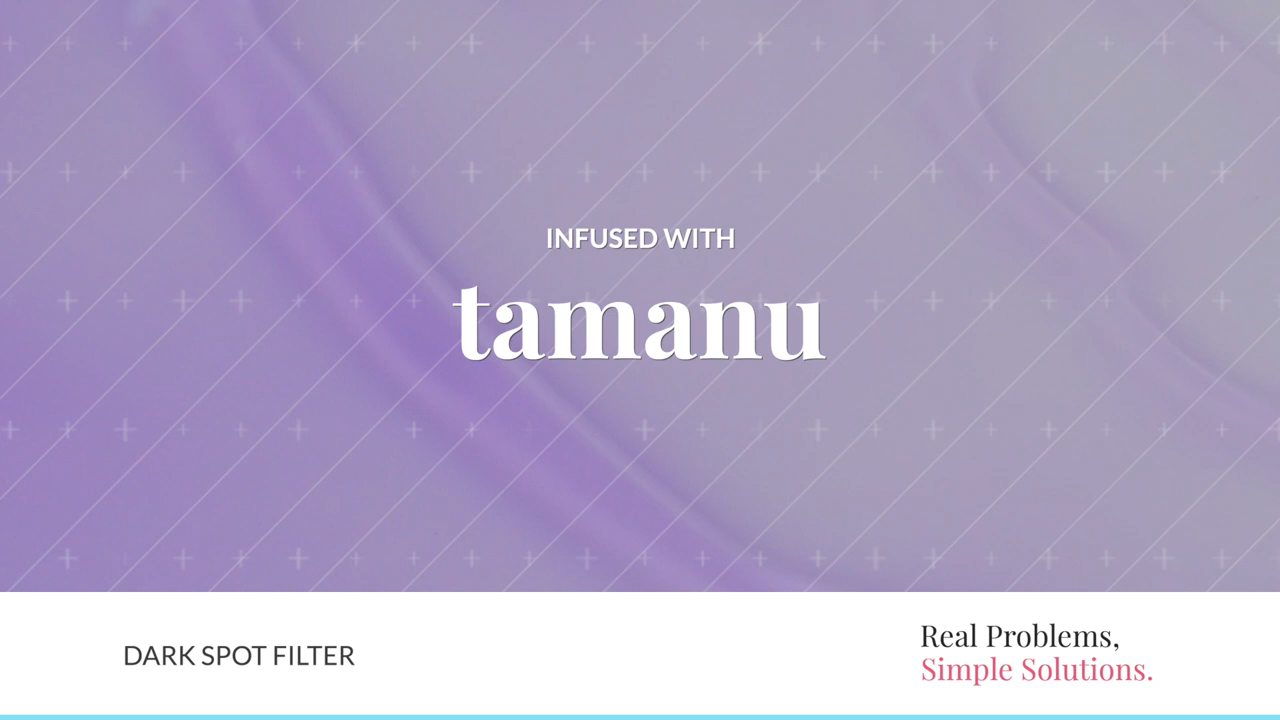 INFUSED WITH
tamanu
DARK SPOT FILTER
Real Problems,
Simple Solutions.